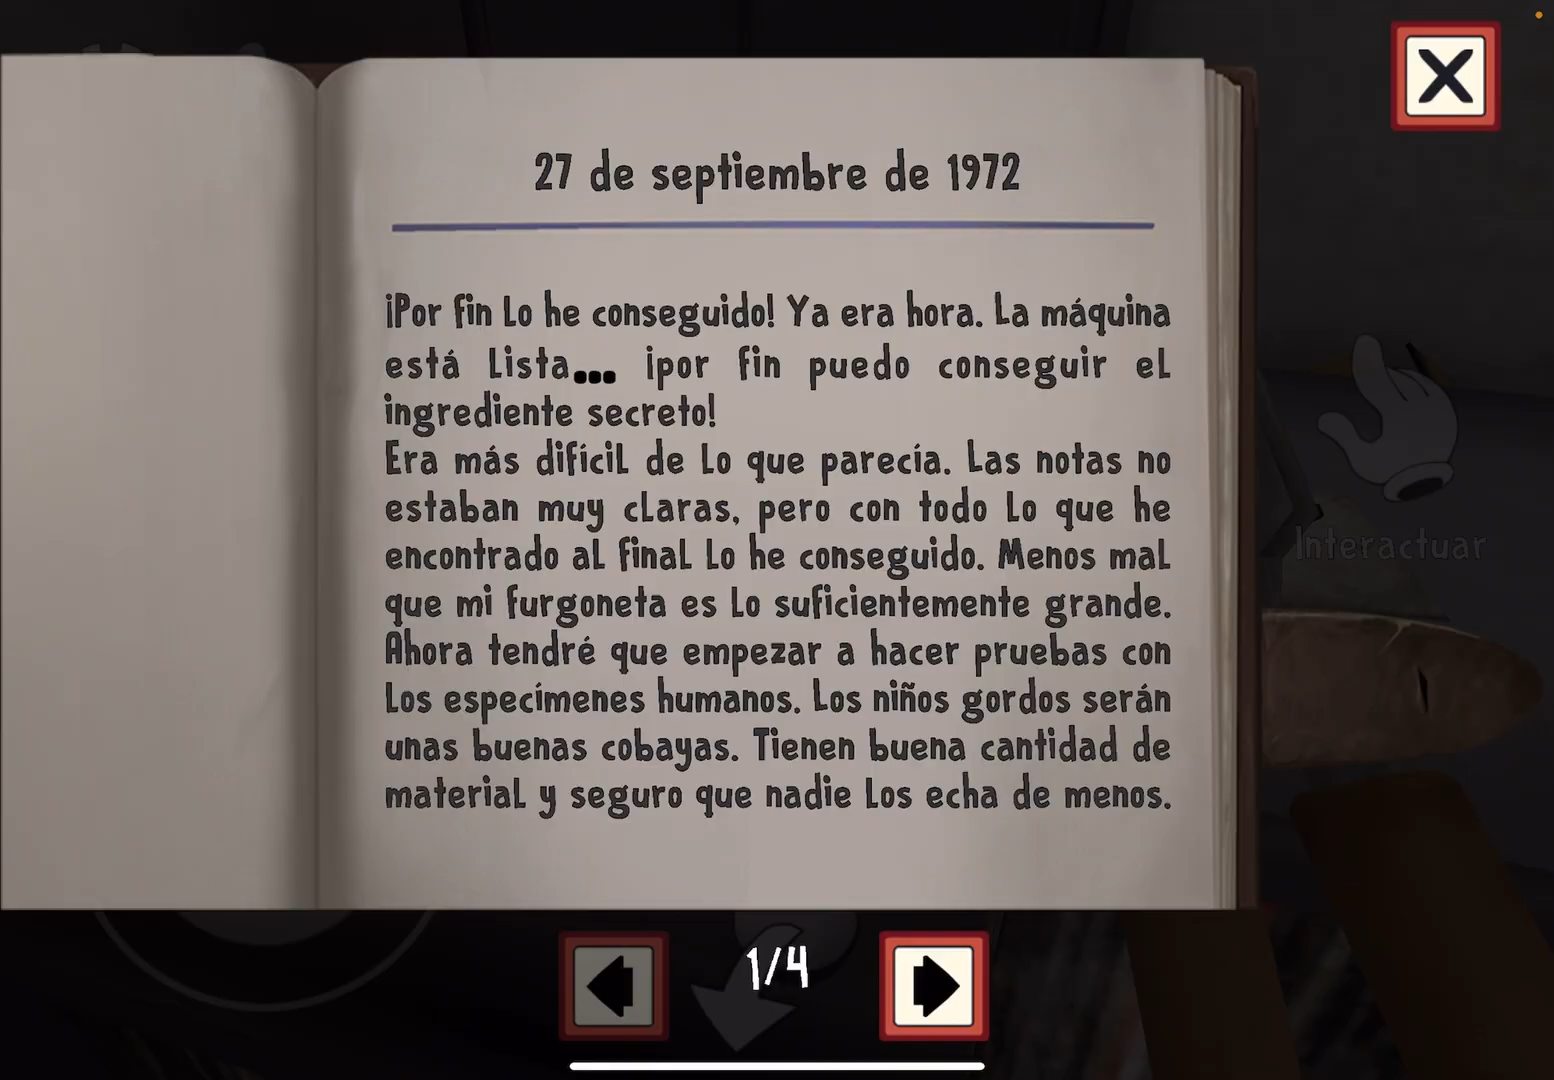 27 de septiembre de 1972
¡Por fin lo he conseguido! Ya era hora. La máquina
está lista... ¡por fin puedo conseguir el
ingrediente secreto!
Era más difícil de lo que parecía. Las notas no
estaban muy claras, pero con todo lo que he
encontrado al final lo he conseguido. Menos mal
que mi furgoneta es lo suficientemente grande.
Ahora tendré que empezar a hacer pruebas con
los especímenes humanos. Los niños gordos serán
unas buenas cobayas. Tienen buena cantidad de
material y seguro que nadie los echa de menos.
Interactuar
1/4